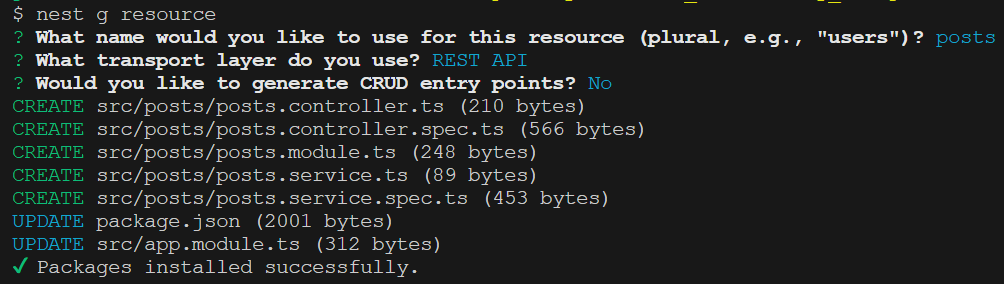 $ nest g resource
? What name would you like to use for this resource (plural, e.g., "users")? posts
? What transport layer do you use? REST API
? Would you like to generate CRUD entry points? No
CREATE src/posts/posts.controller.ts (210 bytes)
CREATE src/posts/posts.controller.spec.ts (566 bytes)
CREATE src/posts/posts.module.ts (248 bytes)
CREATE src/posts/posts.service.ts (89 bytes)
CREATE src/posts/posts.service.spec.ts (453 bytes)
UPDATE package.json (2001 bytes)
UPDATE src/app.module.ts (312 bytes)
✔ Packages installed successfully.